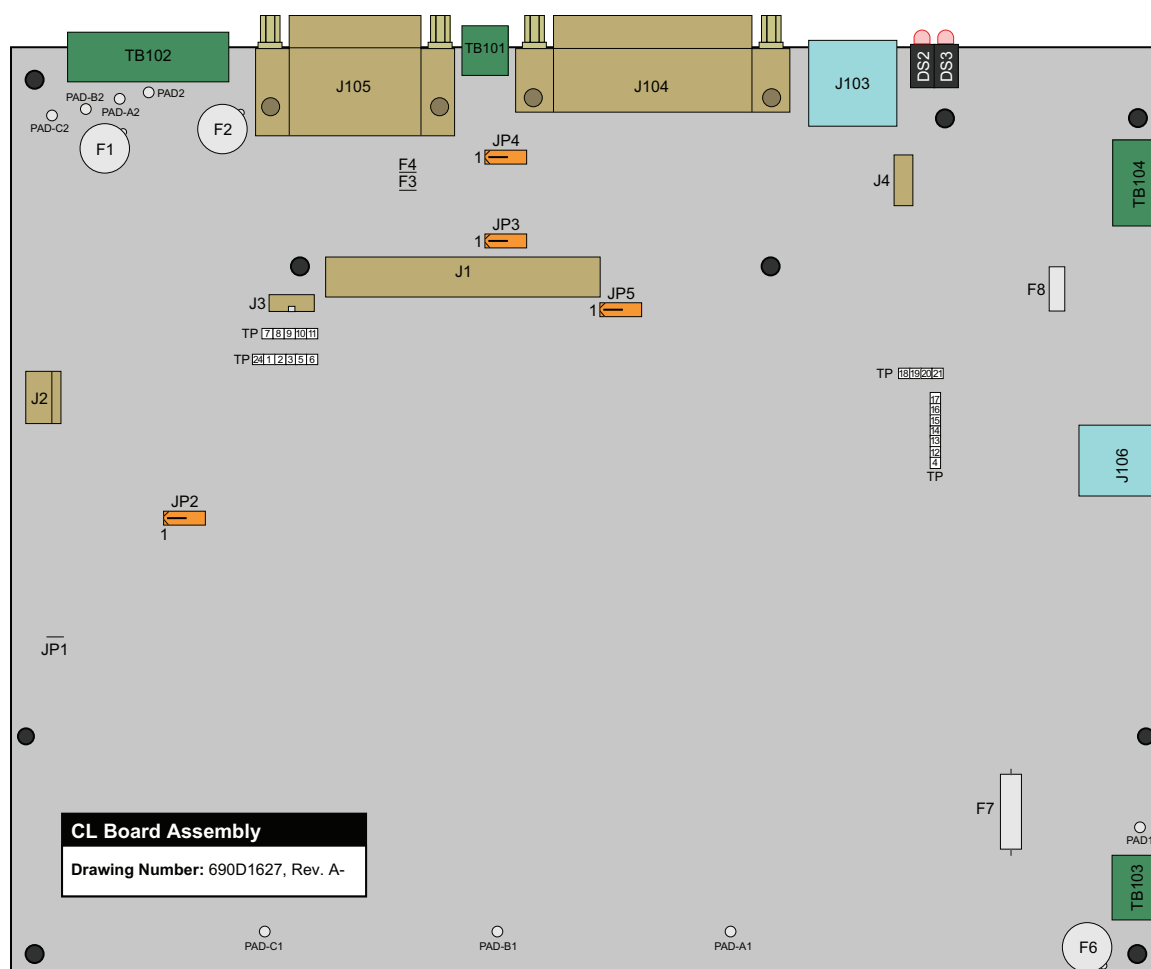 TB102
J105
TB101
J104
J103
DS2
DS3
PAD-B2
PAD2
PAD-A2
PAD-C2
F1
F2
F4
F3
JP4
1
J4
TB104
JP3
1
J1
J3
JP5
1
F8
TP 7 8 9 10 11
TP 24 1 2 3 5 6
TP 18 19 20 21
J2
17
16
15
14
13
12
4
TP
J106
JP2
1
JP1
F7
CL Board Assembly
Drawing Number: 690D1627, Rev. A-
PAD1
TB103
PAD-C1
PAD-B1
PAD-A1
F6